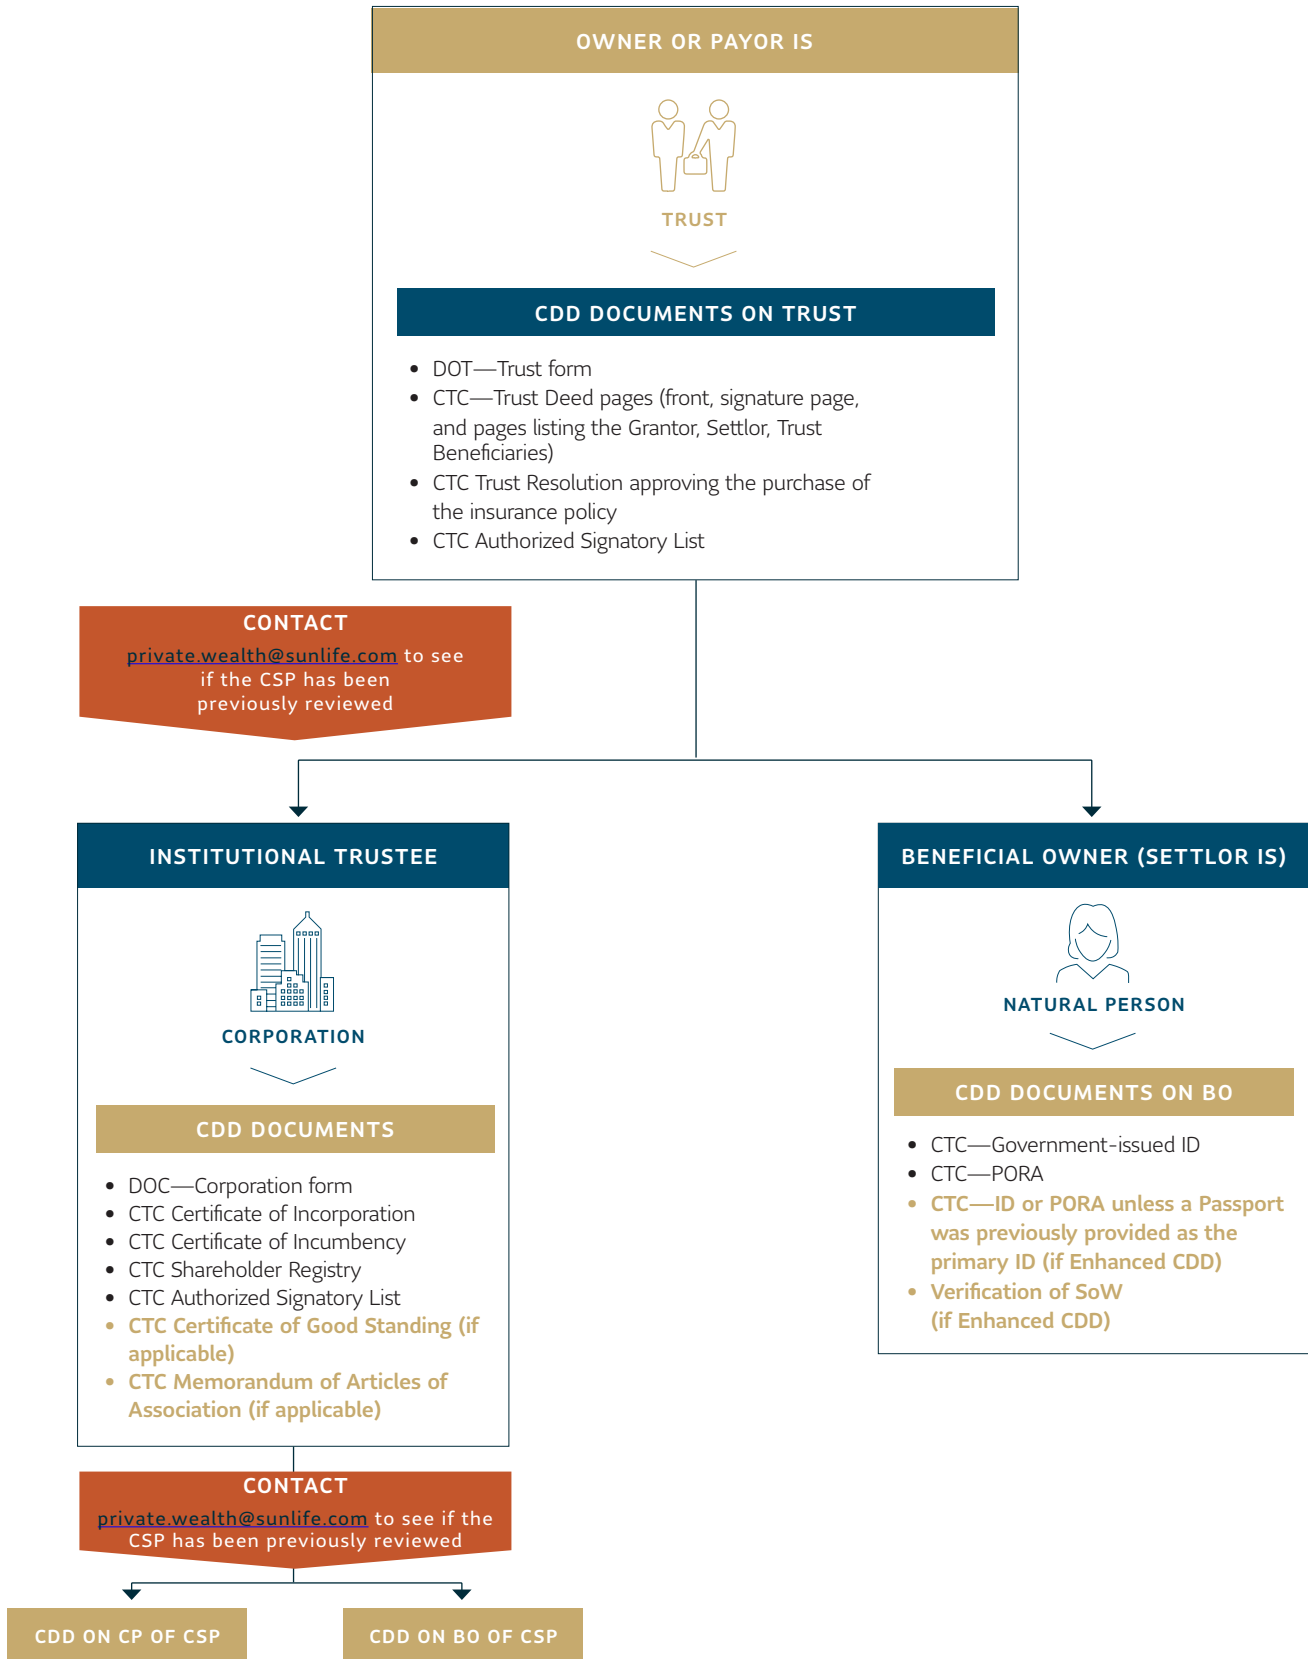 OWNER OR PAYOR IS
TRUST
CDD DOCUMENTS ON TRUST
• DOT—Trust form
• CTC—Trust Deed pages (front, signature page,
and pages listing the Grantor, Settlor, Trust
Beneficiaries)
• CTC Trust Resolution approving the purchase of
the insurance policy
• CTC Authorized Signatory List
CONTACT
private.wealth@sunlife.com to see
if the CSP has been
previously reviewed
INSTITUTIONAL TRUSTEE
CORPORATION
CDD DOCUMENTS
• DOC—Corporation form
• CTC Certificate of Incorporation
• CTC Certificate of Incumbency
• CTC Shareholder Registry
• CTC Authorized Signatory List
• CTC Certificate of Good Standing (if
applicable)
• CTC Memorandum of Articles of
Association (if applicable)
CONTACT
private.wealth@sunlife.com to see if the
CSP has been previously reviewed
CDD ON CP OF CSP
CDD ON BO OF CSP
BENEFICIAL OWNER (SETTLOR IS)
NATURAL PERSON
CDD DOCUMENTS ON BO
• CTC—Government-issued ID
• CTC—PORA
• CTC—ID or PORA unless a Passport
was previously provided as the
primary ID (if Enhanced CDD)
• Verification of SoW
(if Enhanced CDD)